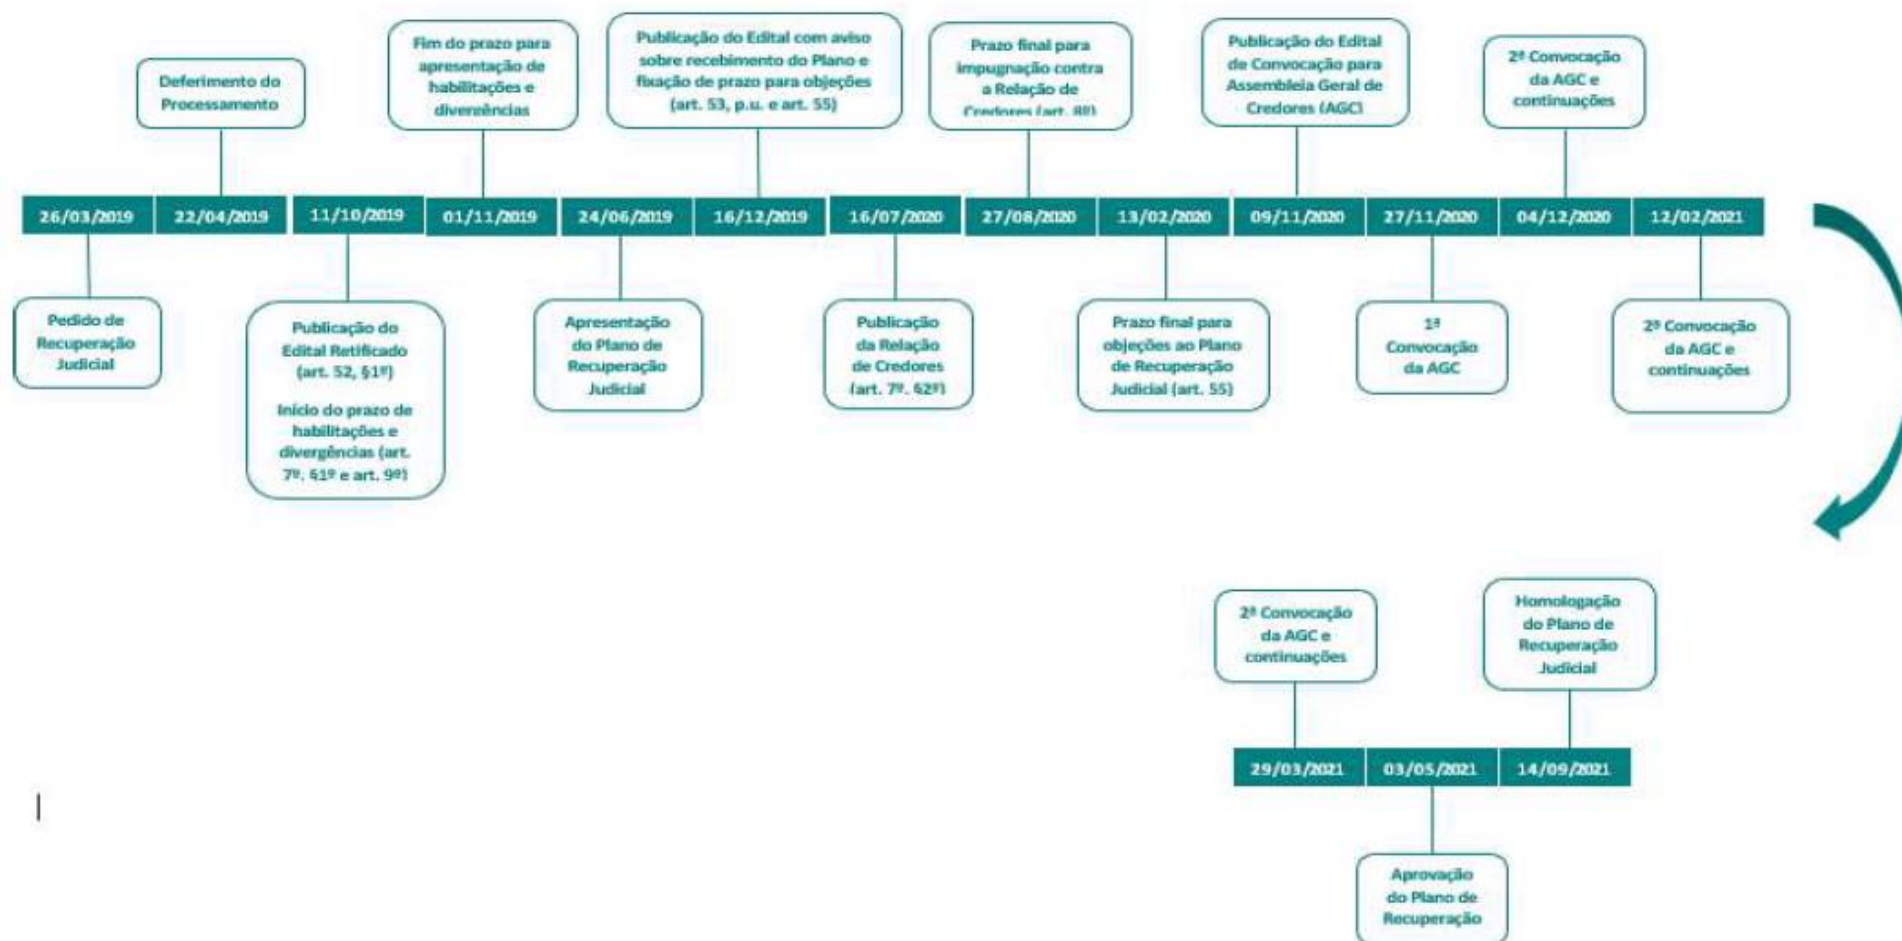 Deferimento do
Processamento
Fim do prazo para
apresentação de
habilitações e
divergências
Publicação do Edital com aviso
sobre recebimento do Plano e
fixação de prazo para objeções
(art. 53, p.u. e art. 55)
Prazo final para
impugnação contra
a Relação de
Credores (art. 8º)
Publicação do Edital
de Convocação para
Assembleia Geral de
Credores (AGC)
2ª Convocação
da AGC e
continuações
26/03/2019 22/04/2019 11/10/2019 01/11/2019 24/06/2019 16/12/2019 16/07/2020 27/08/2020 13/02/2020 09/11/2020 27/11/2020 04/12/2020 12/02/2021
Pedido de
Recuperação
Judicial
Publicação do
Edital Retificado
(art. 52, §1º)
Início do prazo de
habilitações e
divergências (art.
7º, §1º e art. 9º)
Apresentação
do Plano de
Recuperação
Judicial
Publicação
da Relação
de Credores
(art. 7º, §2º)
Prazo final para
objeções ao Plano
de Recuperação
Judicial (art. 55)
1ª
Convocação
da AGC
2ª Convocação
da AGC e
continuações
2ª Convocação
da AGC e
continuações
Homologação
do Plano de
Recuperação
Judicial
29/03/2021 03/05/2021 14/09/2021
Aprovação
do Plano de
Recuperação